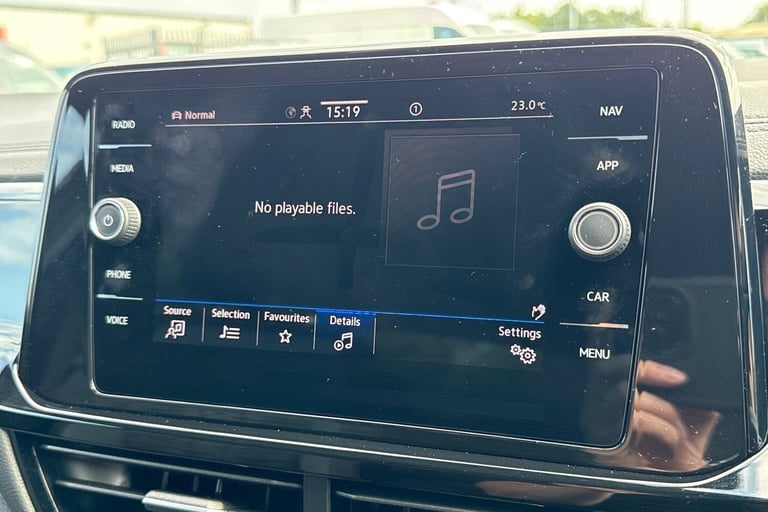 RADIO
MEDIA
PHONE
VOICE
Normal
15:19
1
23.0°C
No playable files.
Source
Selection
Favourites
Details
Settings
NAV
APP
CAR
MENU